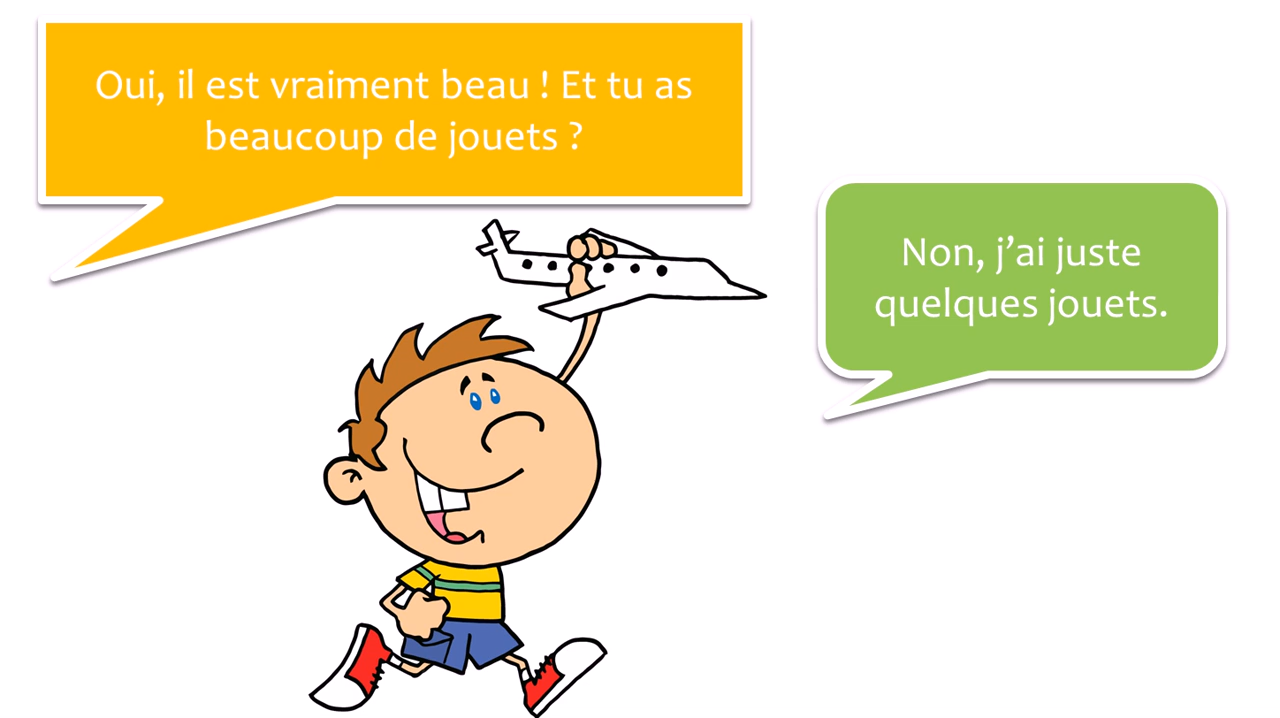 Oui, il est vraiment beau ! Et tu as
beaucoup de jouets ?
Non, j’ai juste
quelques jouets.